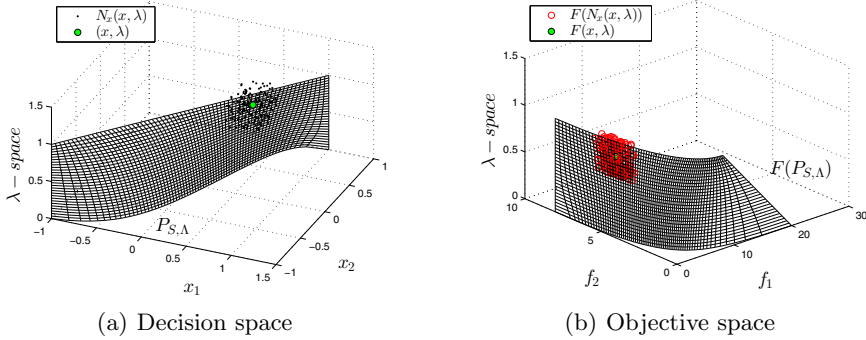 N_x(x, λ)
(x, λ)
1.5
1
0.5
0
λ − space
−1
−0.5
0
0.5
1
1.5
x_1
−1
−0.5
0
0.5
1
x_2
P_{S,Λ}
(a) Decision space
F(N_x(x, λ))
F(x, λ)
1.5
1
0.5
0
λ − space
10
5
0
f_2
0
10
20
30
f_1
F(P_{S,Λ})
(b) Objective space